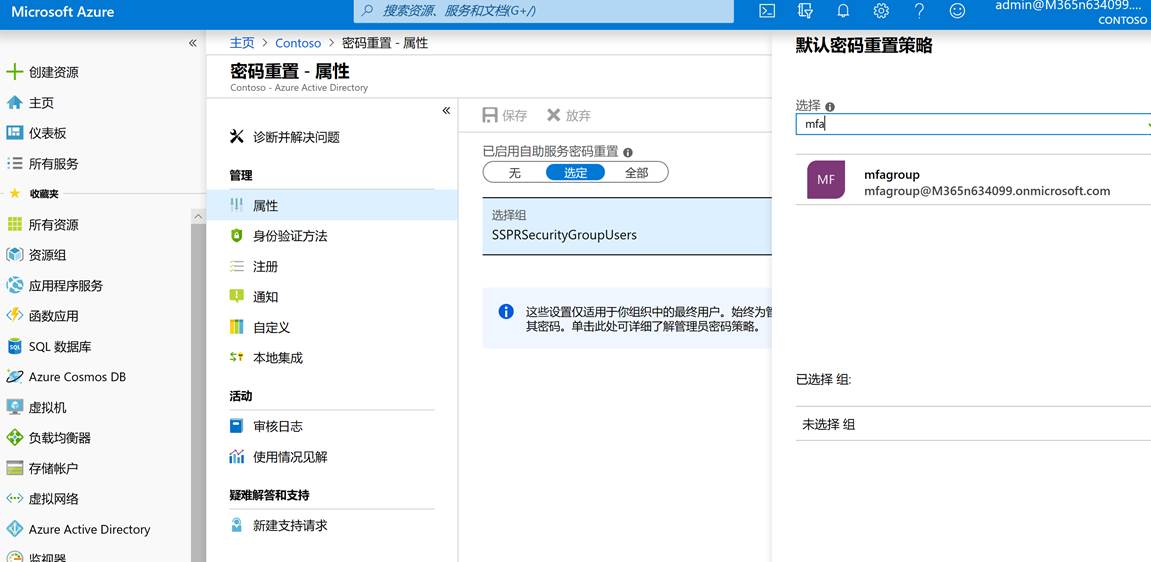 Microsoft Azure
搜索资源、服务和文档(G+/)
admin@M365n634099....
CONTOSO
«
创建资源
主页
仪表板
所有服务
收藏夹
所有资源
资源组
应用程序服务
函数应用
SQL 数据库
Azure Cosmos DB
虚拟机
负载均衡器
存储帐户
虚拟网络
Azure Active Directory
监视器
主页 > Contoso > 密码重置 - 属性
密码重置 - 属性
Contoso - Azure Active Directory
«
诊断并解决问题
管理
属性
身份验证方法
注册
通知
自定义
本地集成
活动
审核日志
使用情况见解
疑难解答和支持
新建支持请求
保存 放弃
已启用自助服务密码重置
无 选定 全部
选择组
SSPRSecurityGroupUsers
这些设置仅适用于你组织中的最终用户。始终为管
其密码。单击此处可详细了解管理员密码策略。
默认密码重置策略
选择
mfa
MF
mfagroup
mfagroup@M365n634099.onmicrosoft.com
已选择 组:
未选择 组